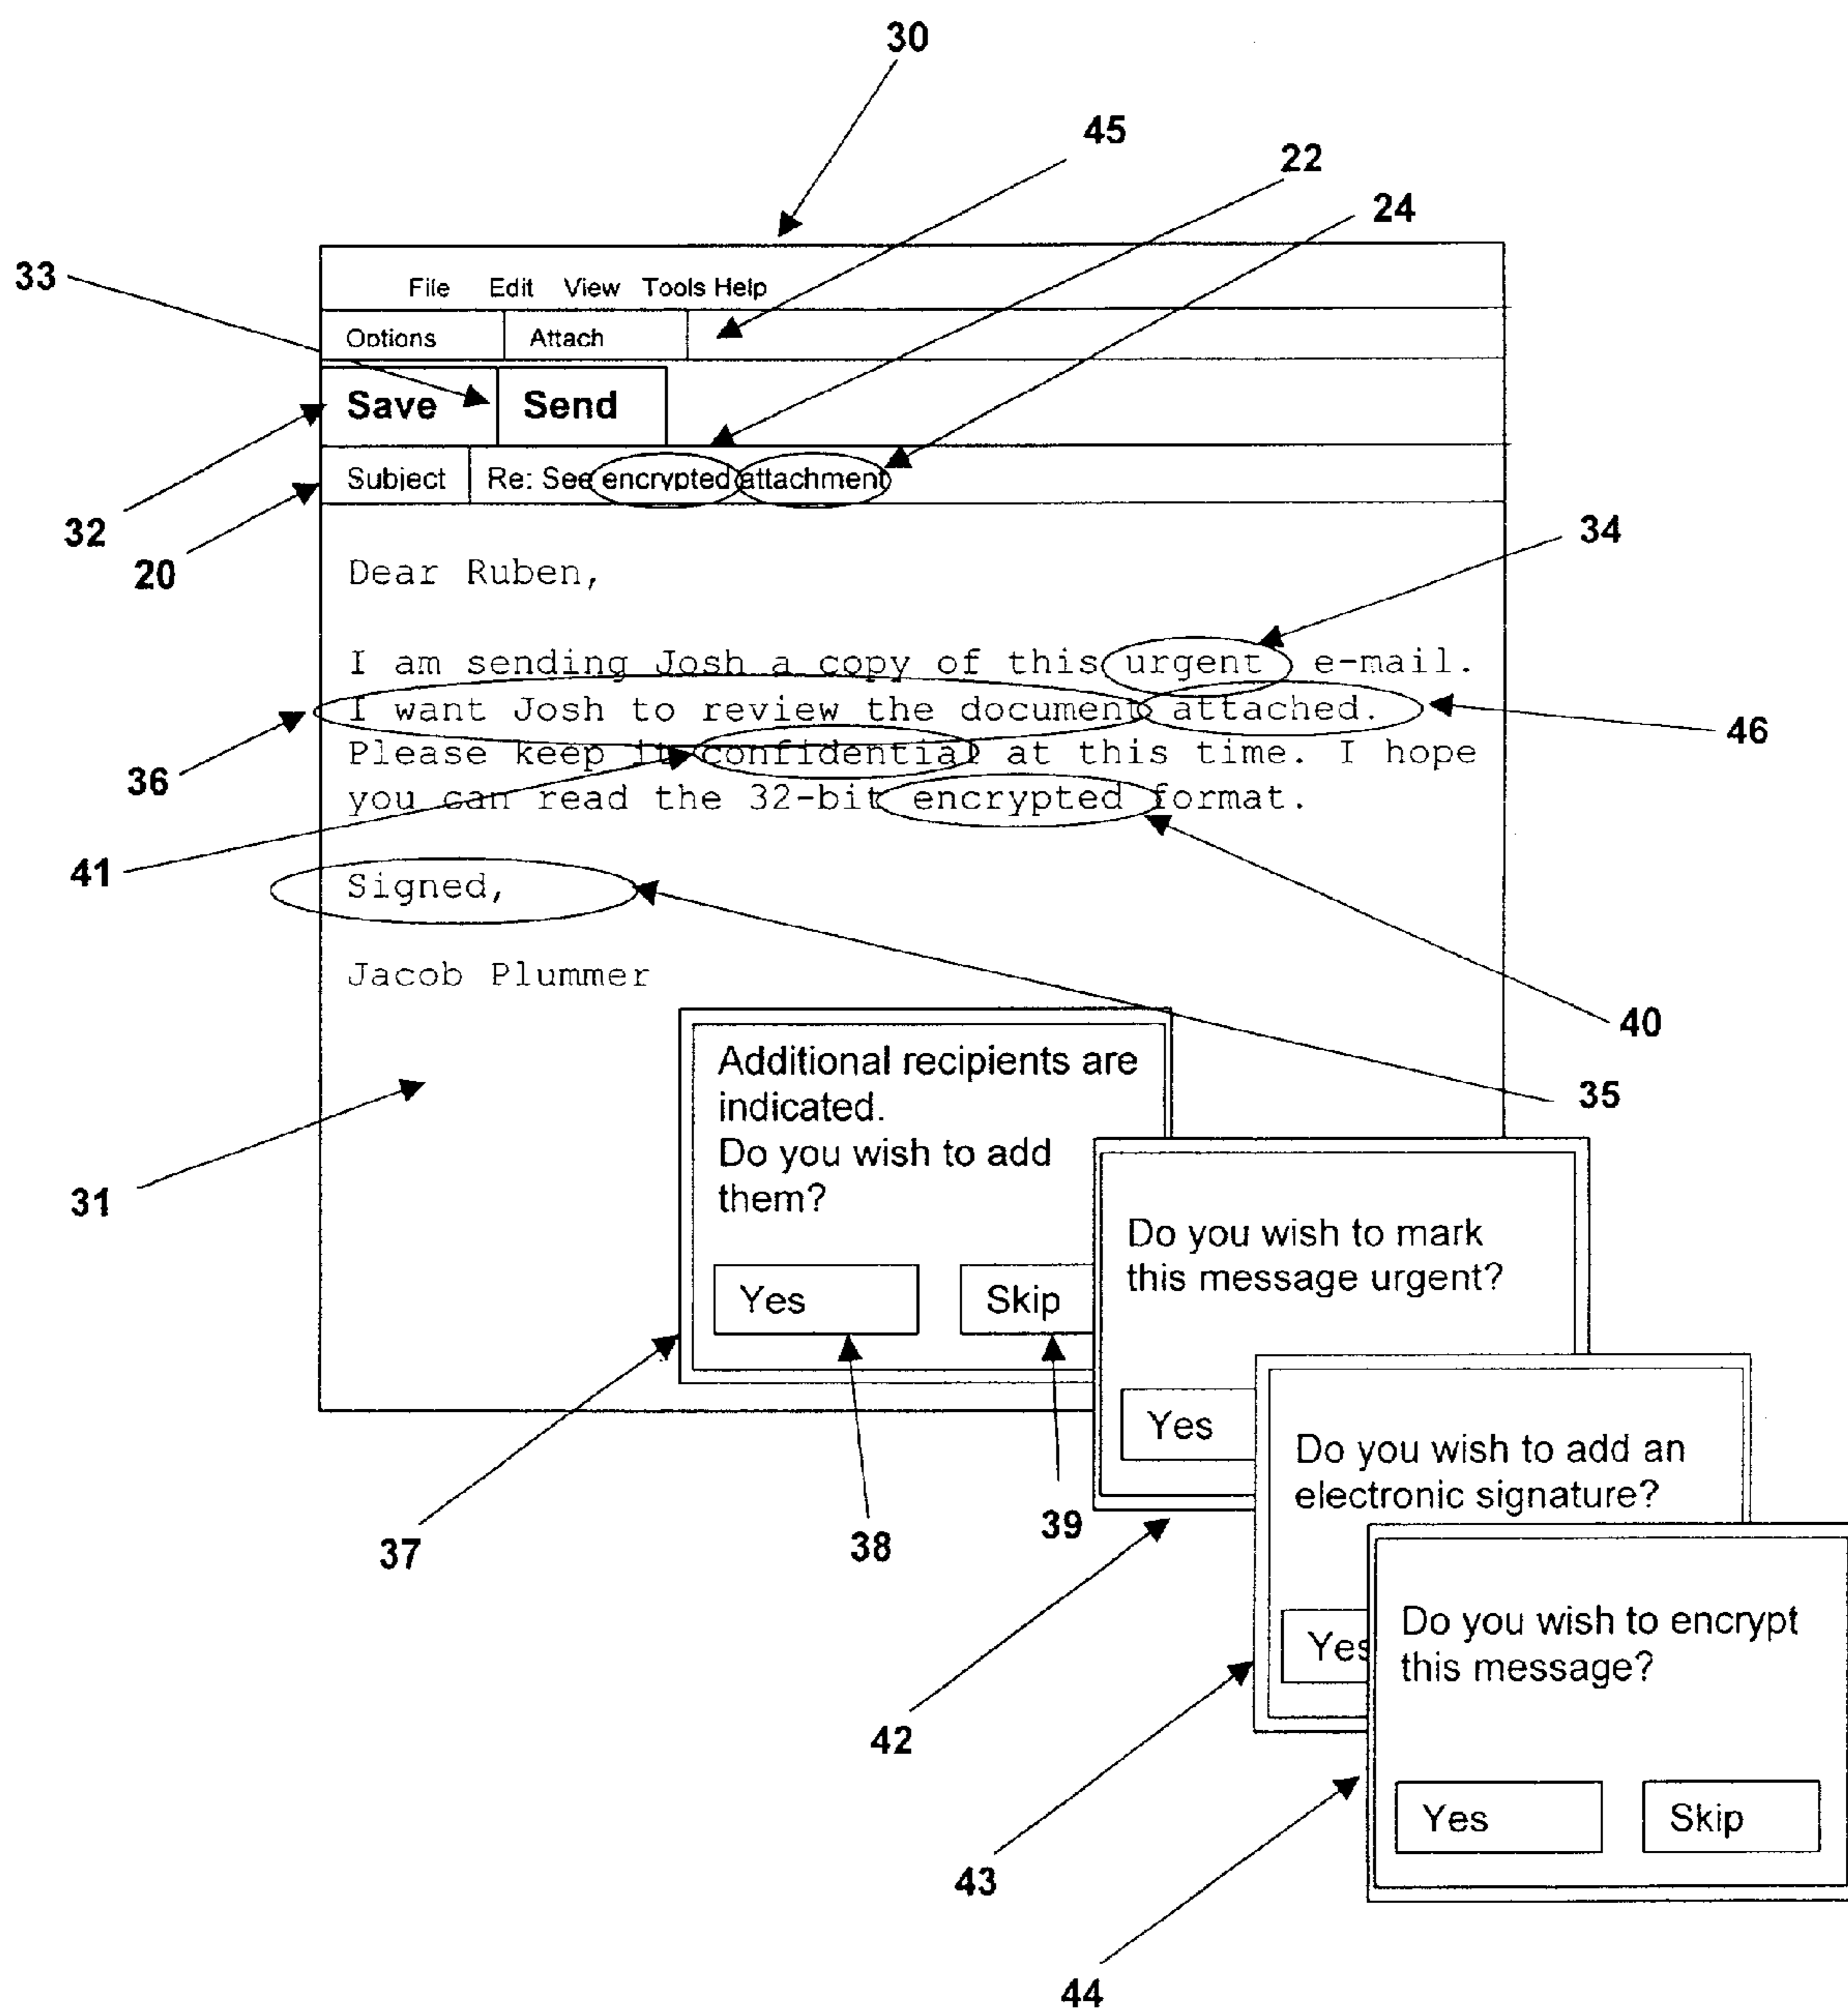 30
45
22
24
33
File Edit View Tools Help
Options Attach
Save Send
Subject Re: See encrypted attachment
32
20
34
Dear Ruben,
I am sending Josh a copy of this urgent e-mail.
I want Josh to review the document attached.
Please keep it confidential at this time. I hope
you can read the 32-bit encrypted format.
36
46
41
Signed,
Jacob Plummer
40
35
31
Additional recipients are
indicated.
Do you wish to add
them?
Yes Skip
Do you wish to mark
this message urgent?
Yes
Do you wish to add an
electronic signature?
Yes
Do you wish to encrypt
this message?
Yes Skip
37
38
39
42
43
44